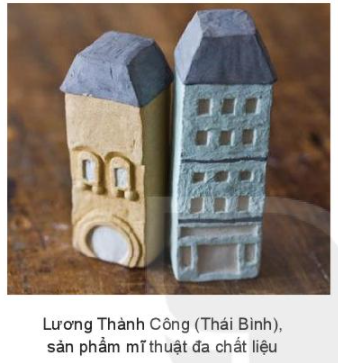 Lương Thành Công (Thái Bình),
sản phẩm mĩ thuật đa chất liệu